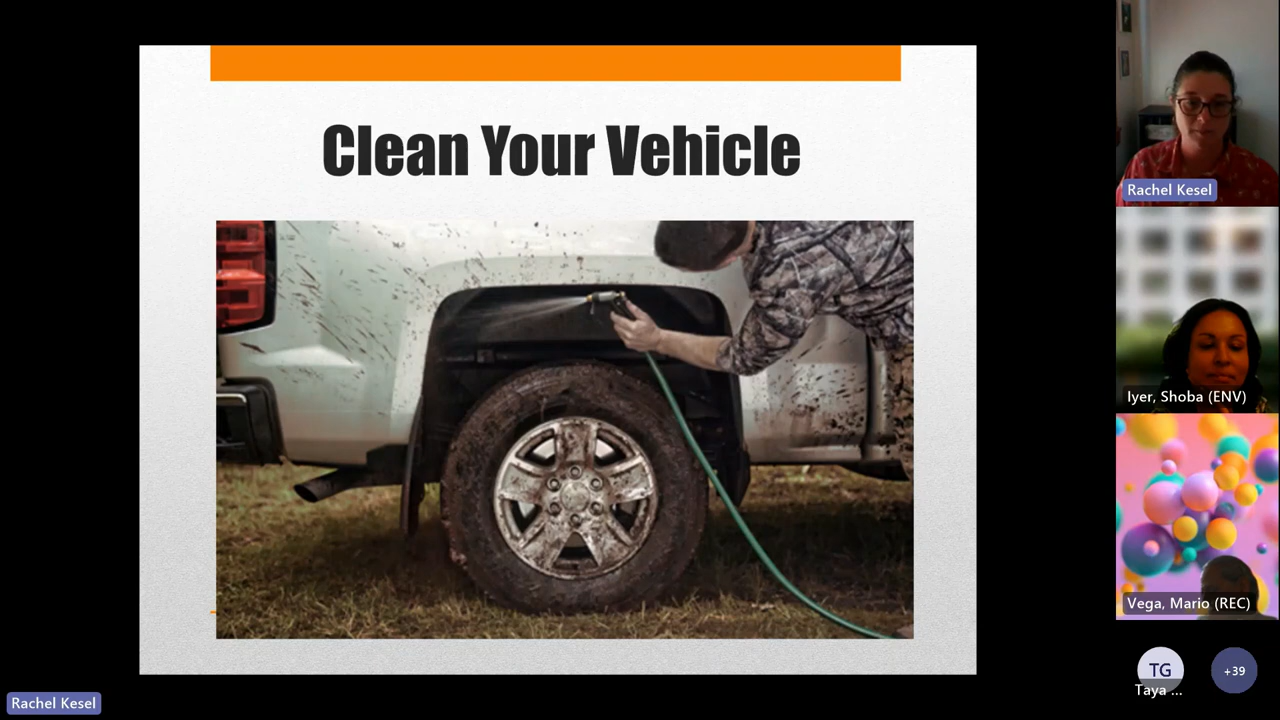 Clean Your Vehicle
Rachel Kesel
Iyer, Shoba (ENV)
Vega, Mario (REC)
TG
Taya ...
+39
Rachel Kesel